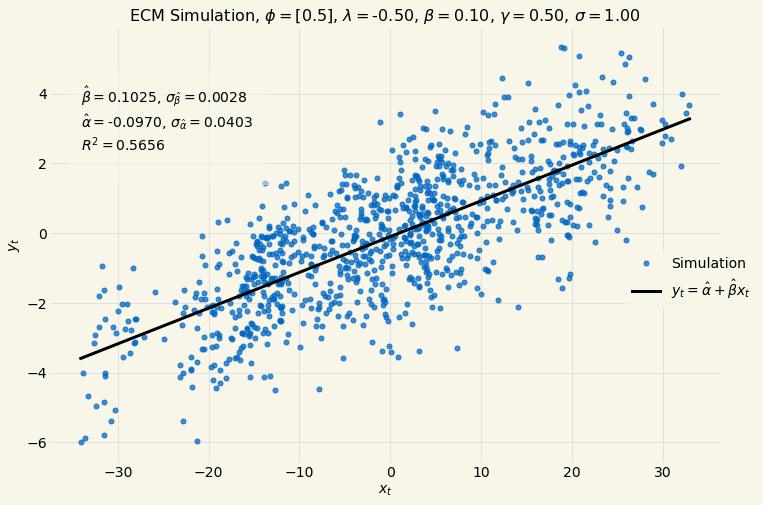 ECM Simulation, ϕ = [0.5], λ = -0.50, β = 0.10, γ = 0.50, σ = 1.00
β̂ = 0.1025, σ_β̂ = 0.0028
α̂ = -0.0970, σ_α̂ = 0.0403
R² = 0.5656
4
2
0
−2
−4
−6
y_t
Simulation
y_t = α̂ + β̂x_t
−30 −20 −10 0 10 20 30
x_t